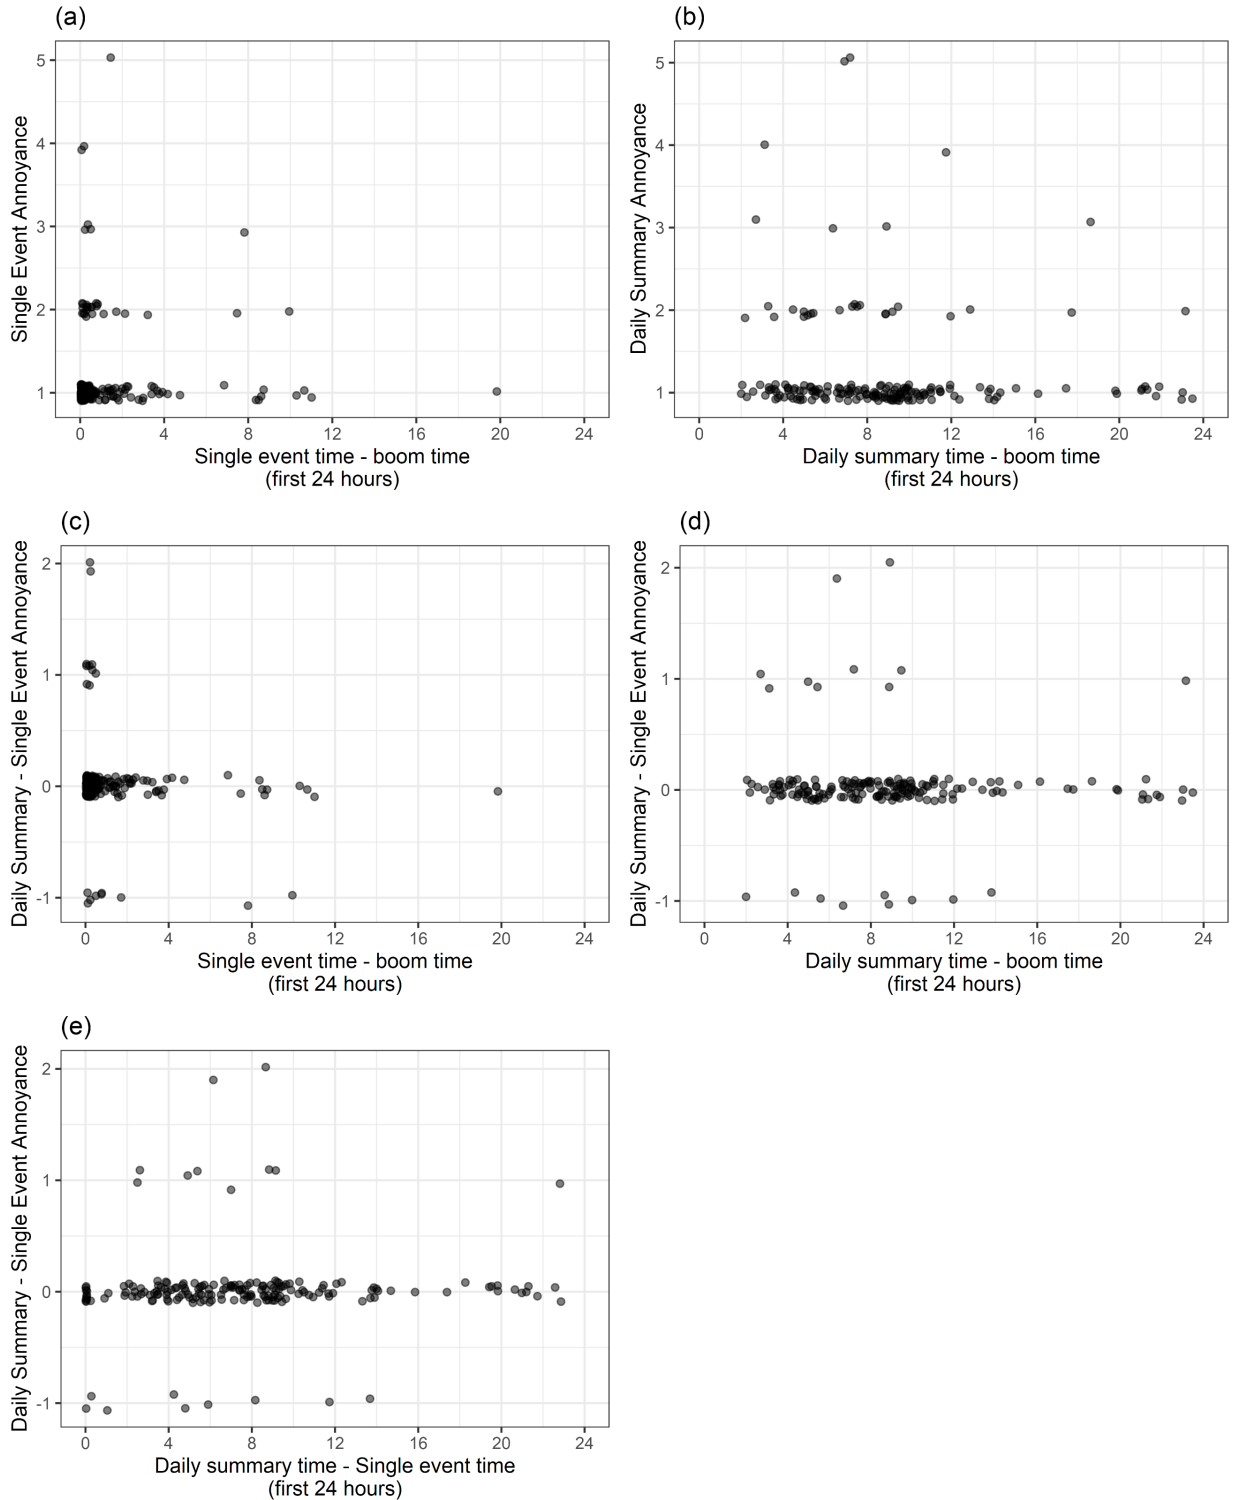 (a)
Single Event Annoyance
5
4
3
2
1
0 4 8 12 16 20 24
Single event time - boom time
(first 24 hours)
(b)
Daily Summary Annoyance
5
4
3
2
1
0 4 8 12 16 20 24
Daily summary time - boom time
(first 24 hours)
(c)
Daily Summary - Single Event Annoyance
2
1
0
-1
0 4 8 12 16 20 24
Single event time - boom time
(first 24 hours)
(d)
Daily Summary - Single Event Annoyance
2
1
0
-1
0 4 8 12 16 20 24
Daily summary time - boom time
(first 24 hours)
(e)
Daily Summary - Single Event Annoyance
2
1
0
-1
0 4 8 12 16 20 24
Daily summary time - Single event time
(first 24 hours)